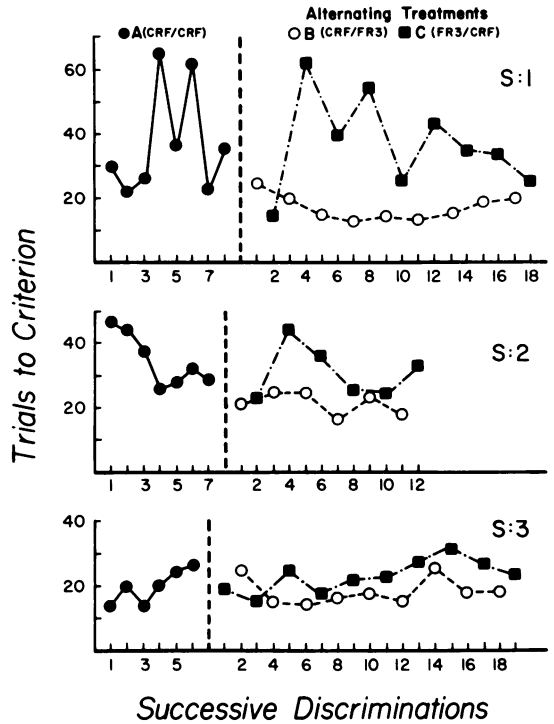 Alternating Treatments
A (CRF/CRF) B (CRF/FR3) C (FR3/CRF)
S:1
60
40
20
1 3 5 7 2 4 6 8 10 12 14 16 18
Trials to Criterion
S:2
40
20
1 3 5 7 2 4 6 8 10 12
S:3
40
20
1 3 5 2 4 6 8 10 12 14 16 18
Successive Discriminations